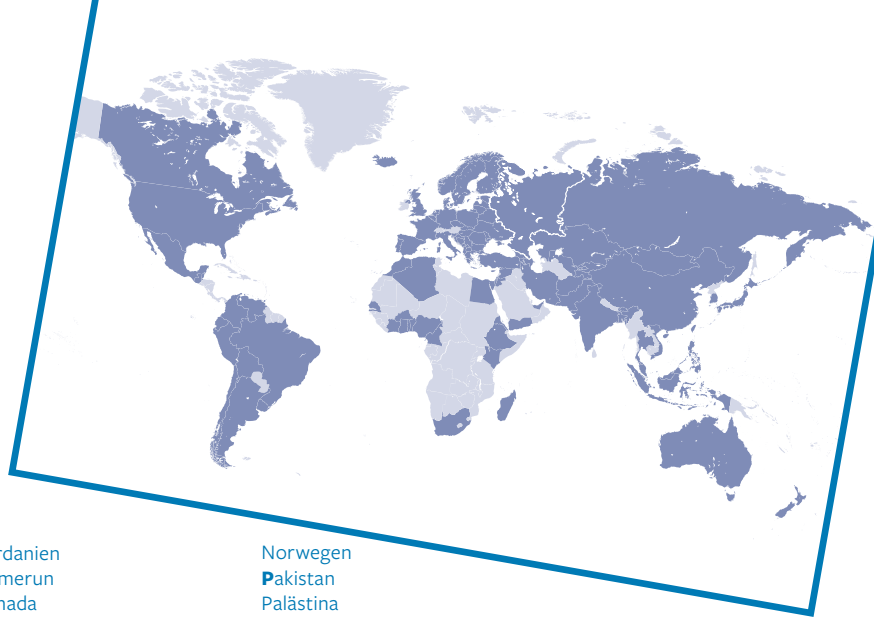 rdanien
merun
nada
Norwegen
Pakistan
Palästina